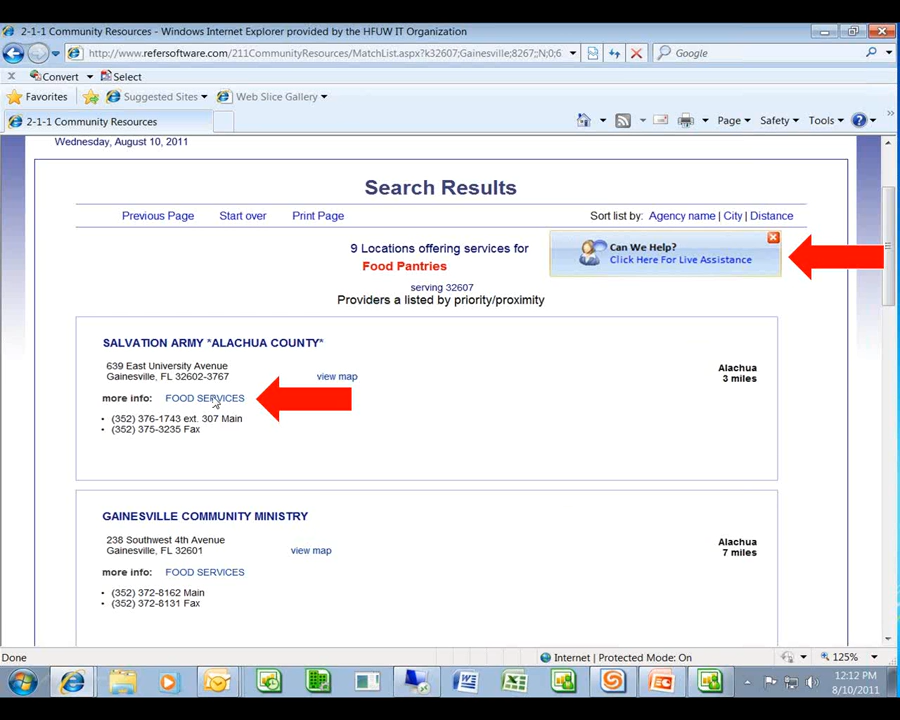 2-1-1 Community Resources - Windows Internet Explorer provided by the HFUW IT Organization
http://www.refersoftware.com/211CommunityResources/MatchList.aspx?k32607;Gainesville;8267;;N;0;6
Google
x Convert Select
Favorites Suggested Sites Web Slice Gallery
2-1-1 Community Resources Page Safety Tools »
Wednesday, August 10, 2011
Search Results
Previous Page Start over Print Page Sort list by: Agency name | City | Distance
9 Locations offering services for
Food Pantries
Can We Help?
Click Here For Live Assistance
serving 32607
Providers a listed by priority/proximity
SALVATION ARMY *ALACHUA COUNTY*
639 East University Avenue
Gainesville, FL 32602-3767 view map
Alachua
3 miles
more info: FOOD SERVICES
• (352) 376-1743 ext. 307 Main
• (352) 375-3235 Fax
GAINESVILLE COMMUNITY MINISTRY
238 Southwest 4th Avenue
Gainesville, FL 32601 view map
Alachua
7 miles
more info: FOOD SERVICES
• (352) 372-8162 Main
• (352) 372-8131 Fax
Done Internet | Protected Mode: On 125%
12:12 PM
8/10/2011